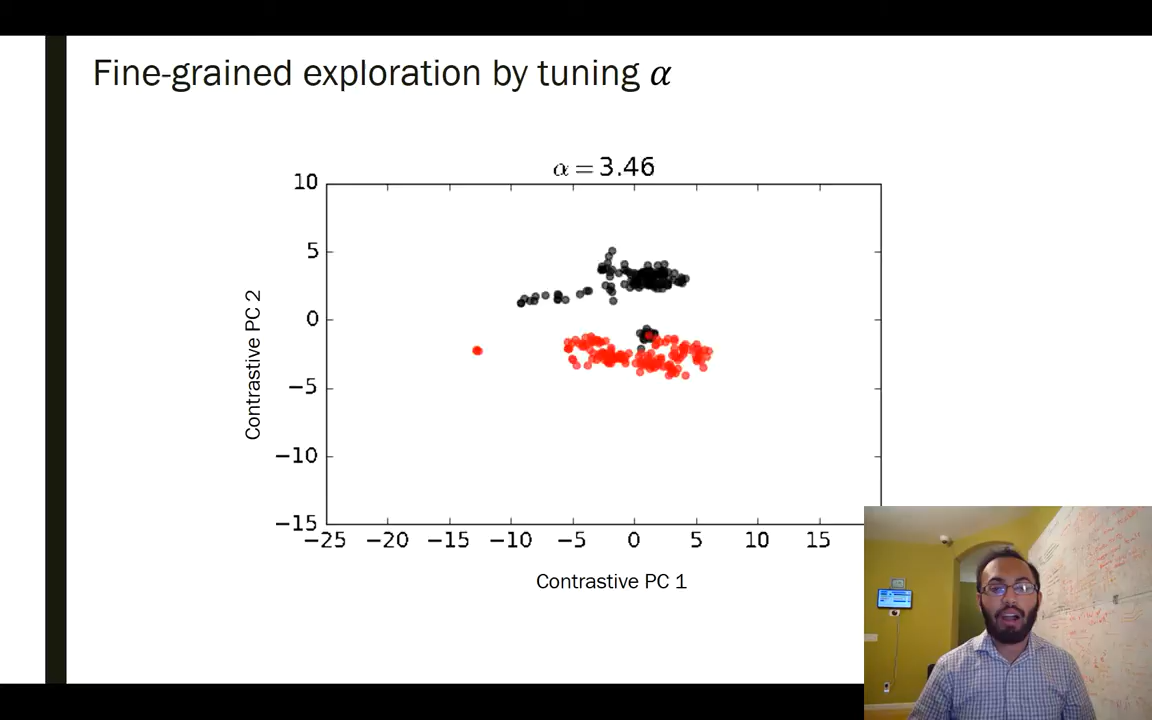 Fine-grained exploration by tuning α
α = 3.46
10
5
0
−5
−10
−15
Contrastive PC 2
−25 −20 −15 −10 −5 0 5 10 15
Contrastive PC 1